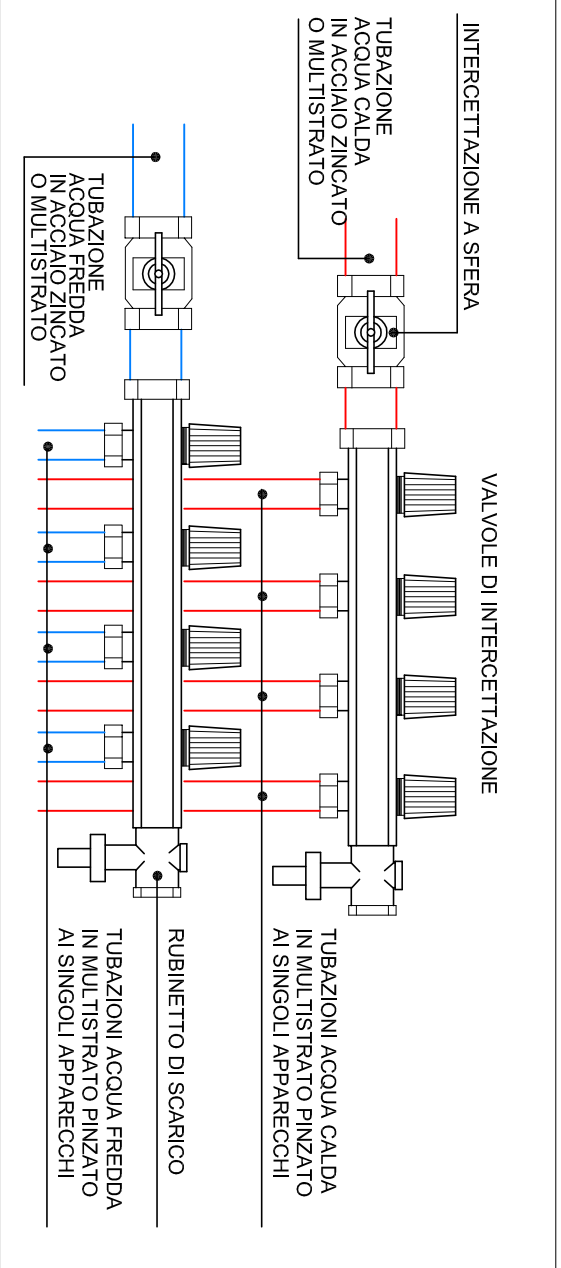 INTERCETTAZIONE A SFERA
TUBAZIONE
ACQUA CALDA
IN ACCIAIO ZINCATO
O MULTISTRATO
VALVOLE DI INTERCETTAZIONE
TUBAZIONE
ACQUA FREDDA
IN ACCIAIO ZINCATO
O MULTISTRATO
TUBAZIONI ACQUA CALDA
IN MULTISTRATO PINZATO
AI SINGOLI APPARECCHI
RUBINETTO DI SCARICO
TUBAZIONI ACQUA FREDDA
IN MULTISTRATO PINZATO
AI SINGOLI APPARECCHI